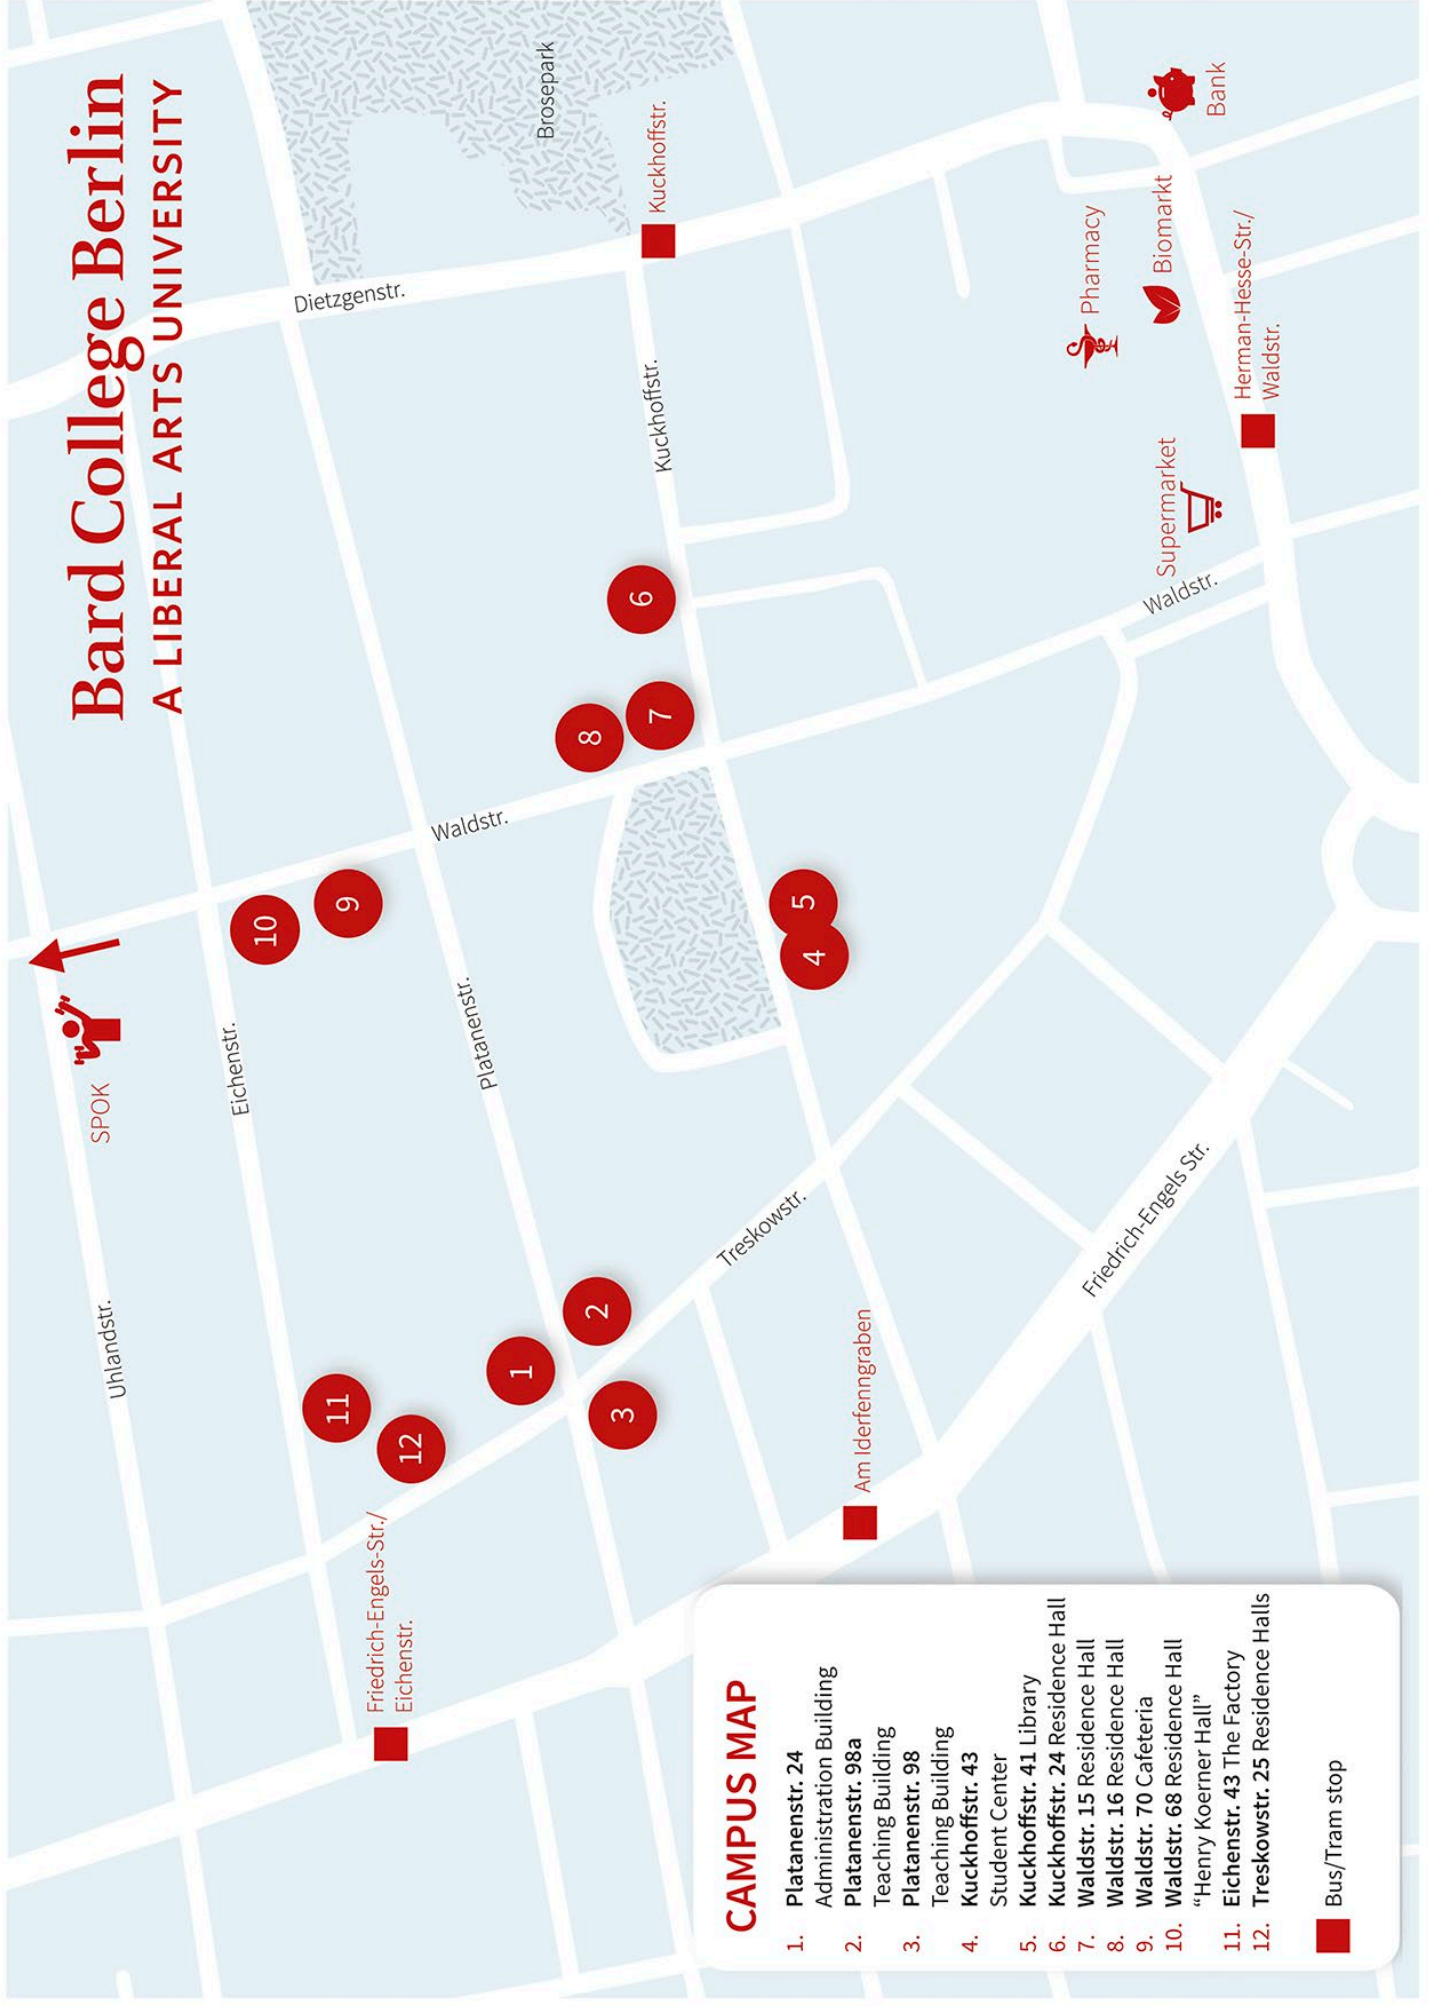 Bard College Berlin
A LIBERAL ARTS UNIVERSITY
SPOK
Uhlandstr.
Eichenstr.
Platanenstr.
Waldstr.
Dietzgenstr.
Brosepark
Kuckhoffstr.
Kuckhoffstr.
Treskowstr.
Friedrich-Engels Str.
Waldstr.
Friedrich-Engels-Str./
Eichenstr.
Am Iderfenngraben
Herman-Hesse-Str./
Waldstr.
Supermarket
Pharmacy
Biomarkt
Bank
11
12
1
2
3
10
9
8
7
6
5
4
CAMPUS MAP
1. Platanenstr. 24
Administration Building
2. Platanenstr. 98a
Teaching Building
3. Platanenstr. 98
Teaching Building
4. Kuckhoffstr. 43
Student Center
5. Kuckhoffstr. 41 Library
6. Kuckhoffstr. 24 Residence Hall
7. Waldstr. 15 Residence Hall
8. Waldstr. 16 Residence Hall
9. Waldstr. 70 Cafeteria
10. Waldstr. 68 Residence Hall
“Henry Koerner Hall”
11. Eichenstr. 43 The Factory
12. Treskowstr. 25 Residence Halls
Bus/Tram stop